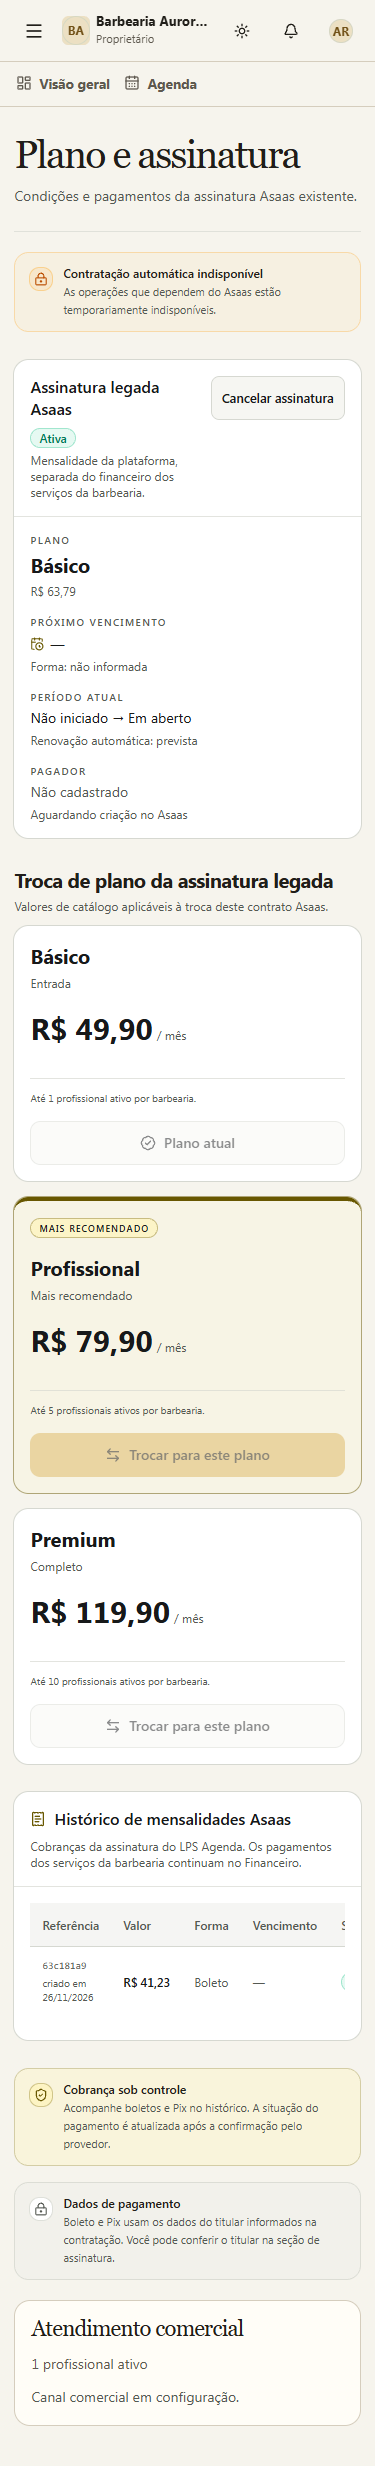 BA
Barbearia Auror...
Proprietário
AR
Visão geral
Agenda
Plano e assinatura
Condições e pagamentos da assinatura Asaas existente.
Contratação automática indisponível
As operações que dependem do Asaas estão
temporariamente indisponíveis.
Assinatura legada
Asaas
Cancelar assinatura
Ativa
Mensalidade da plataforma,
separada do financeiro dos
serviços da barbearia.
PLANO
Básico
R$ 63,79
PRÓXIMO VENCIMENTO
—
Forma: não informada
PERÍODO ATUAL
Não iniciado → Em aberto
Renovação automática: prevista
PAGADOR
Não cadastrado
Aguardando criação no Asaas
Troca de plano da assinatura legada
Valores de catálogo aplicáveis à troca deste contrato Asaas.
Básico
Entrada
R$ 49,90 / mês
Até 1 profissional ativo por barbearia.
Plano atual
MAIS RECOMENDADO
Profissional
Mais recomendado
R$ 79,90 / mês
Até 5 profissionais ativos por barbearia.
Trocar para este plano
Premium
Completo
R$ 119,90 / mês
Até 10 profissionais ativos por barbearia.
Trocar para este plano
Histórico de mensalidades Asaas
Cobranças da assinatura do LPS Agenda. Os pagamentos
dos serviços da barbearia continuam no Financeiro.
Referência Valor Forma Vencimento
63c181a9
criado em
26/11/2026
R$ 41,23 Boleto —
Cobrança sob controle
Acompanhe boletos e Pix no histórico. A situação do
pagamento é atualizada após a confirmação pelo
provedor.
Dados de pagamento
Boleto e Pix usam os dados do titular informados na
contratação. Você pode conferir o titular na seção de
assinatura.
Atendimento comercial
1 profissional ativo
Canal comercial em configuração.